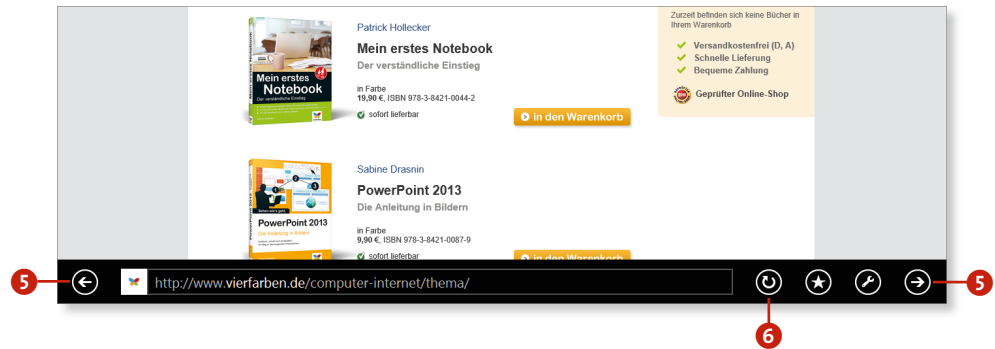 Patrick Hollecker
Mein erstes Notebook
Der verständliche Einstieg
in Farbe
19,90 €, ISBN 978-3-8421-0044-2
sofort lieferbar
in den Warenkorb
Mein erstes
Notebook
Der verständliche Einstieg
Zurzeit befinden sich keine Bücher in
Ihrem Warenkorb
Versandkostenfrei (D, A)
Schnelle Lieferung
Bequeme Zahlung
Geprüfter Online-Shop
Sabine Drasnin
PowerPoint 2013
Die Anleitung in Bildern
in Farbe
9,90 €, ISBN 978-3-8421-0087-9
sofort lieferbar
in den Warenkorb
1 2 3
PowerPoint 2013
Die Anleitung in Bildern
5
http://www.vierfarben.de/computer-internet/thema/
5
6